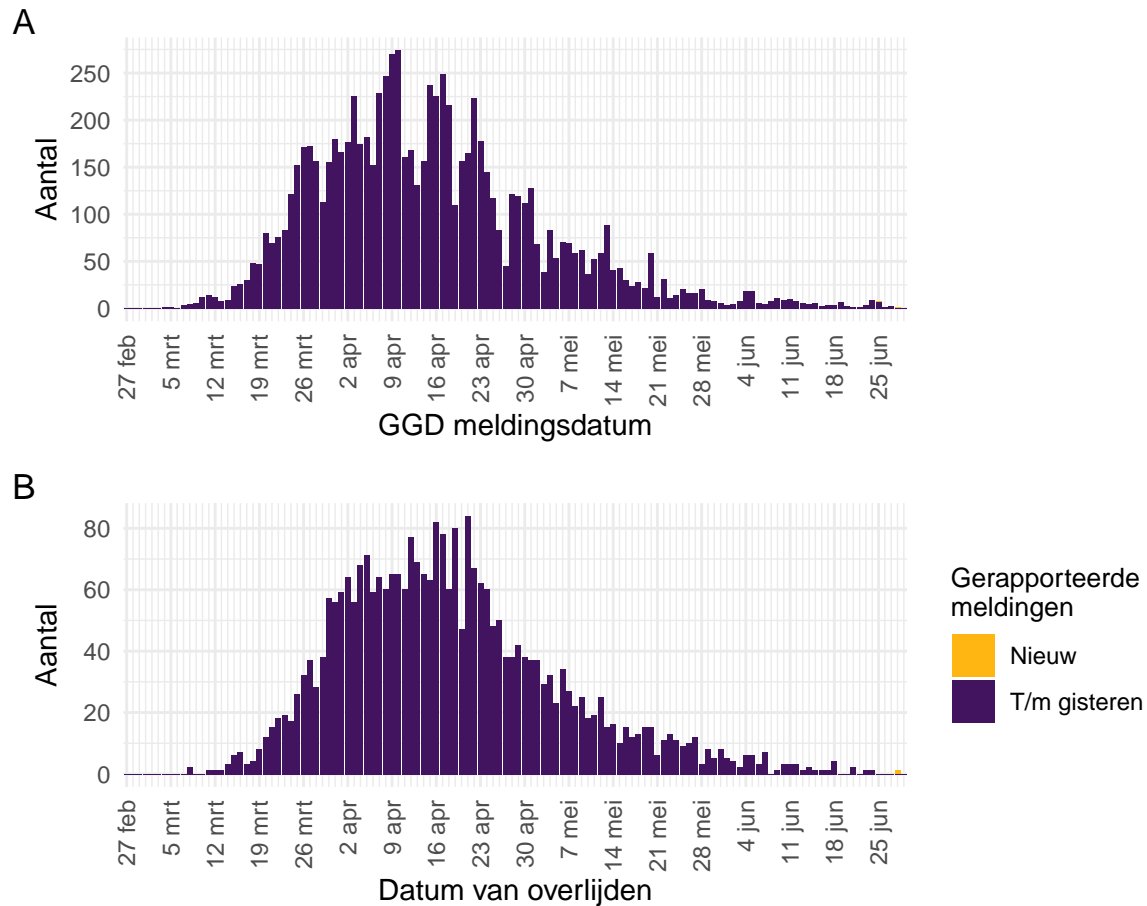 A
Aantal
250
200
150
100
50
0
27 feb
5 mrt
12 mrt
19 mrt
26 mrt
2 apr
9 apr
16 apr
23 apr
30 apr
7 mei
14 mei
21 mei
28 mei
4 jun
11 jun
18 jun
25 jun
GGD meldingsdatum
B
Aantal
80
60
40
20
0
27 feb
5 mrt
12 mrt
19 mrt
26 mrt
2 apr
9 apr
16 apr
23 apr
30 apr
7 mei
14 mei
21 mei
28 mei
4 jun
11 jun
18 jun
25 jun
Datum van overlijden
Gerapporteerde
meldingen
Nieuw
T/m gisteren